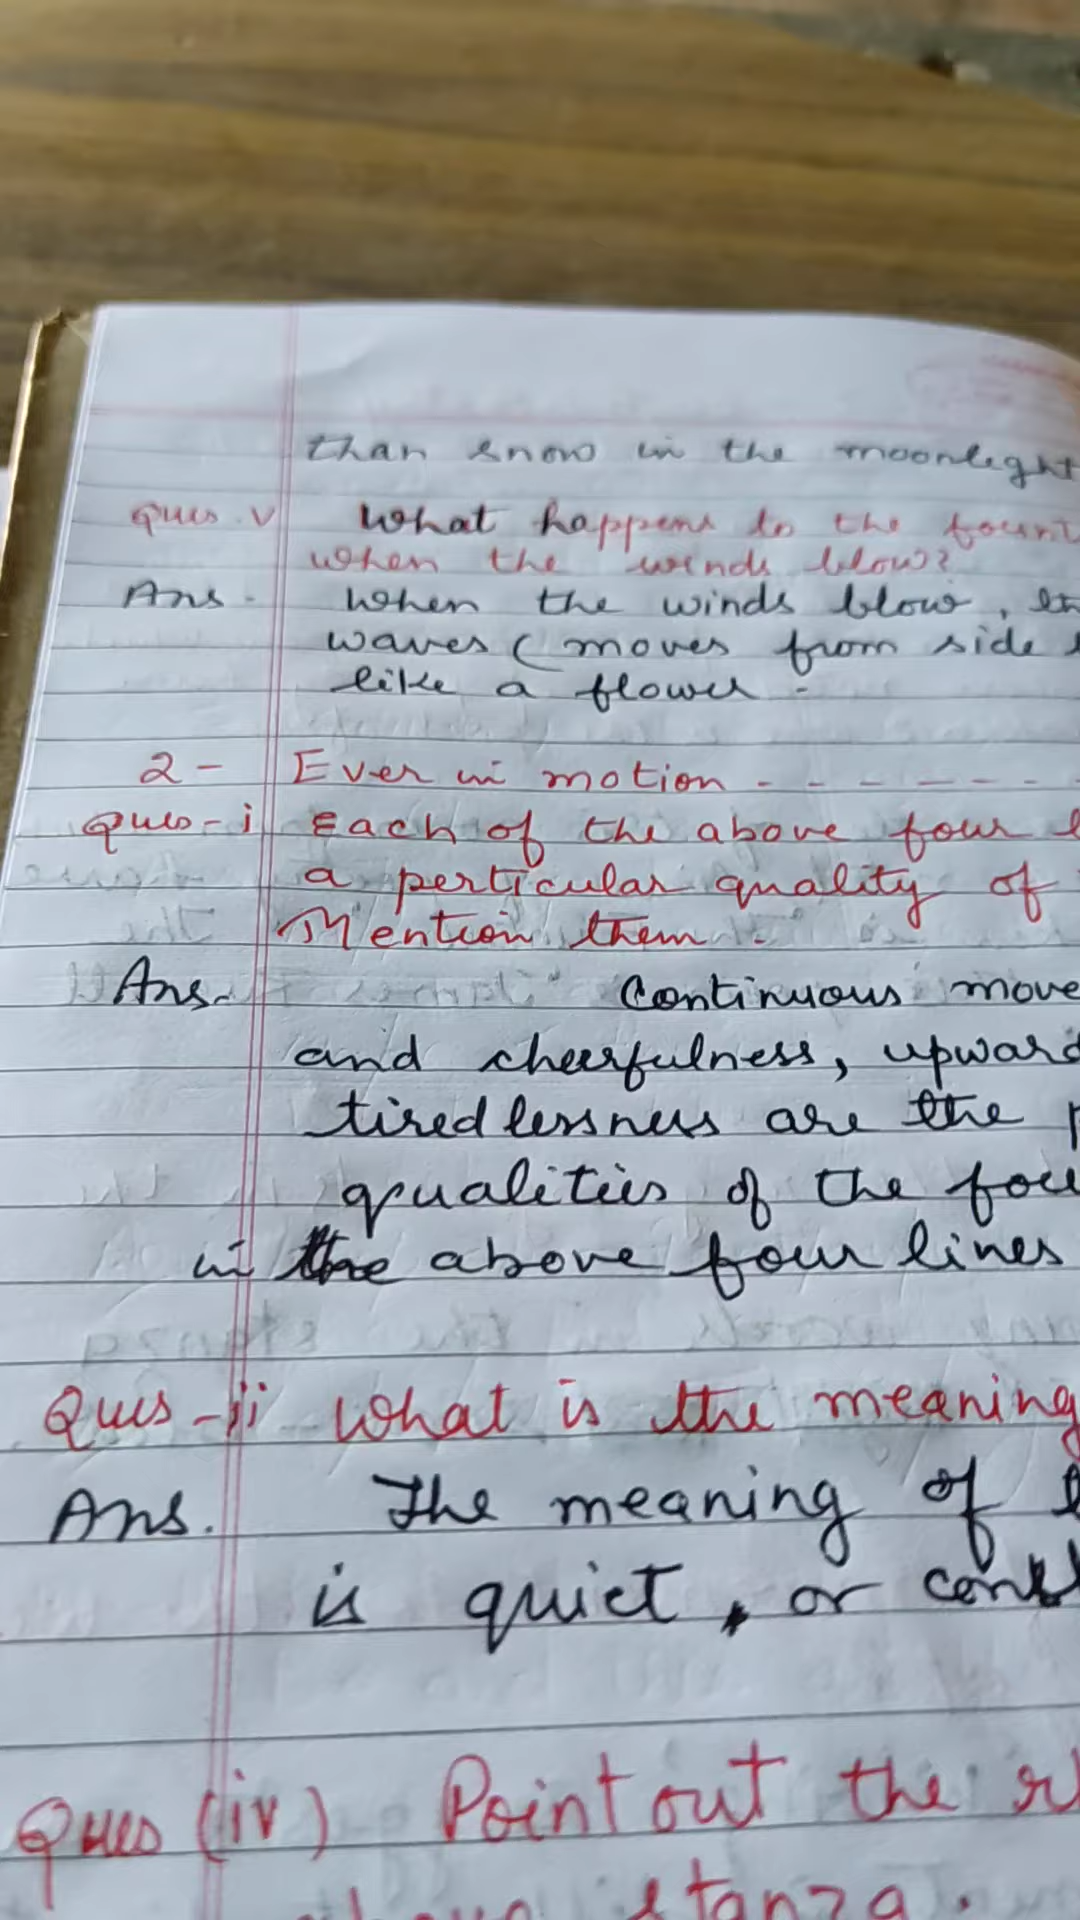 than snow in the moonlight
Ques. v What happens to the fount
when the winds blow?
Ans. When the winds blow,
waves ( moves from side
like a flower -
2 - Ever in motion - - - - - - -
Ques - i Each of the above four
a perticular quality of
Mention them.
Ans - Continuous move
and cheerfulness, upward
tiredlessness are the
qualities of the fou
in the above four lines
Ques - ii What is the meaning
Ans. The meaning of
is quiet, or
Ques (iv) Point out the
stanza.